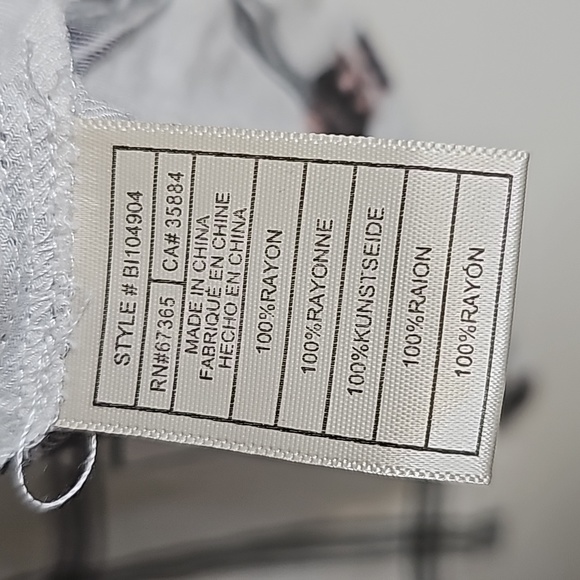 STYLE # BI104904
RN#67365 CA# 35884
MADE IN CHINA
FABRIQUÉ EN CHINE
HECHO EN CHINA
100%RAYON
100%RAYONNE
100%KUNSTSEIDE
100%RAION
100%RAYÓN